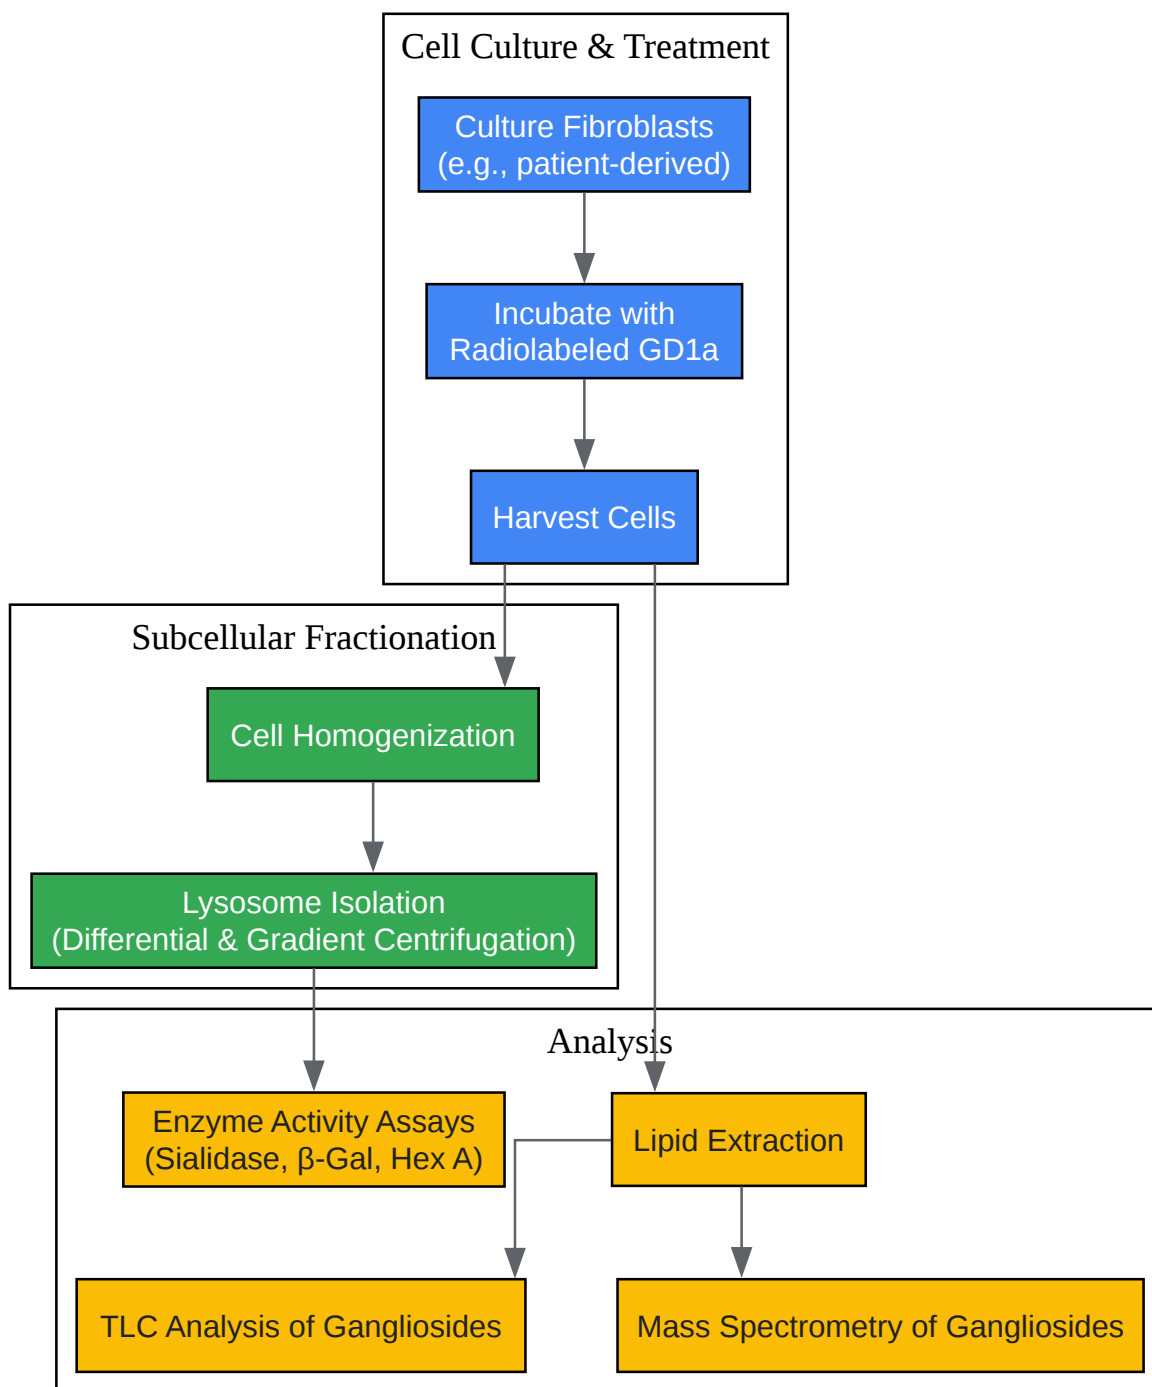 Cell Culture & Treatment
Culture Fibroblasts
(e.g., patient-derived)
Incubate with
Radiolabeled GD1a
Harvest Cells
Subcellular Fractionation
Cell Homogenization
Lysosome Isolation
(Differential & Gradient Centrifugation)
Analysis
Enzyme Activity Assays
(Sialidase, β-Gal, Hex A)
Lipid Extraction
TLC Analysis of Gangliosides
Mass Spectrometry of Gangliosides